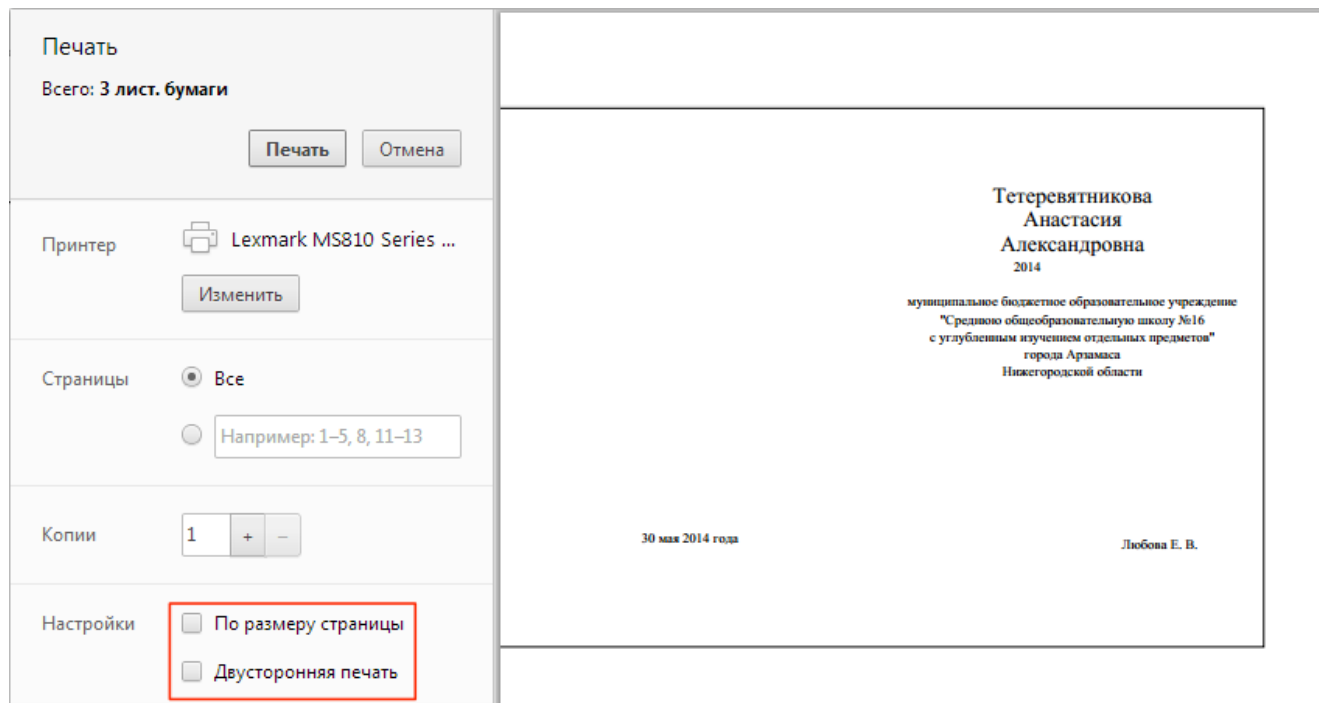 Печать
Всего: 3 лист. бумаги
Печать
Отмена
Принтер
Lexmark MS810 Series ...
Изменить
Страницы
Все
Например: 1–5, 8, 11–13
Копии
1
+
–
Настройки
По размеру страницы
Двусторонняя печать
Тетеревятникова
Анастасия
Александровна
2014
муниципальное бюджетное образовательное учреждение
"Среднюю общеобразовательную школу №16
с углубленным изучением отдельных предметов"
города Арзамаса
Нижегородской области
30 мая 2014 года
Любова Е. В.